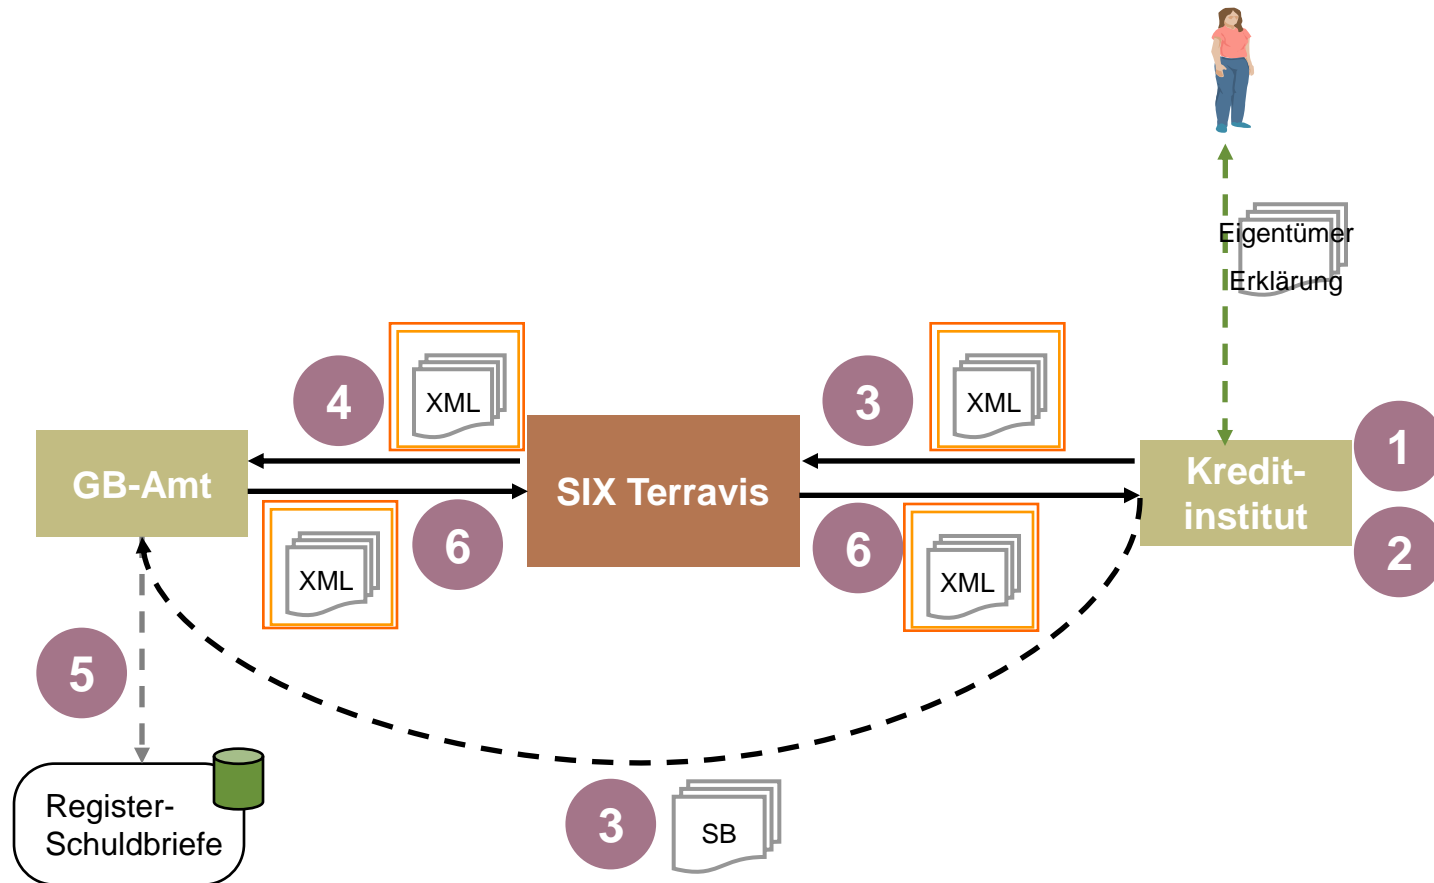 Eigentümer
Erklärung
4
XML
3
XML
1
GB-Amt
SIX Terravis
Kredit-
institut
XML
6
6
XML
2
5
Register-
Schuldbriefe
3
SB